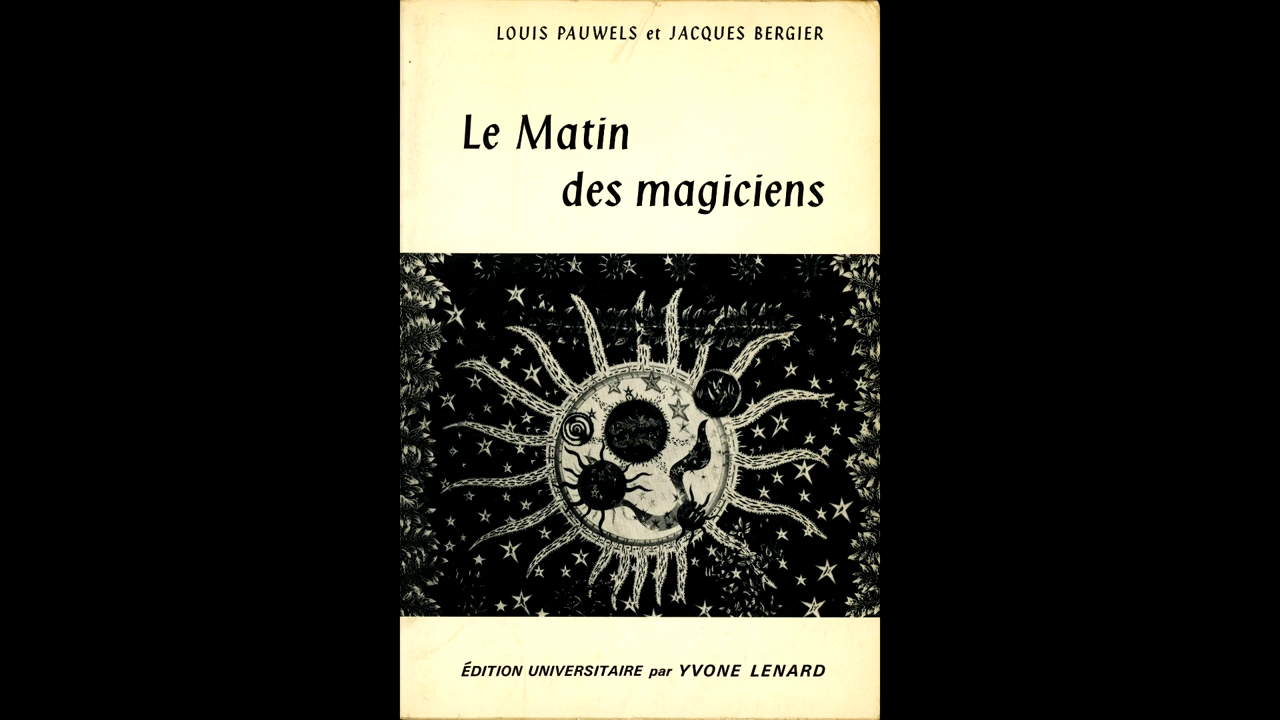 LOUIS PAUWELS et JACQUES BERGIER
Le Matin
des magiciens
ÉDITION UNIVERSITAIRE par YVONE LENARD